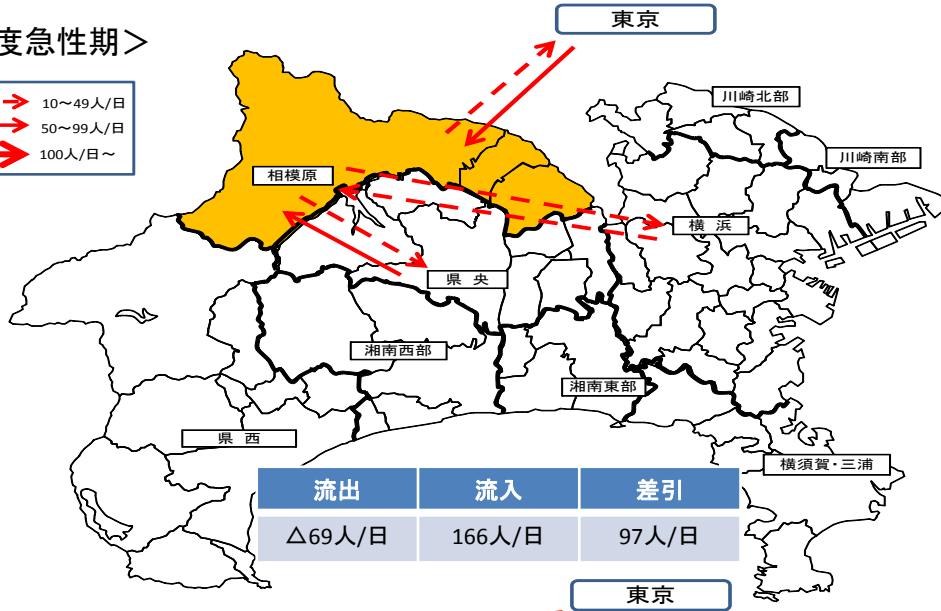 東京
度急性期＞
10～49人/日
50～99人/日
100人/日～
川崎北部
川崎南部
相模原
横 浜
県 央
湘南西部
湘南東部
県 西
横須賀・三浦
流出 流入 差引
△69人/日 166人/日 97人/日
東京